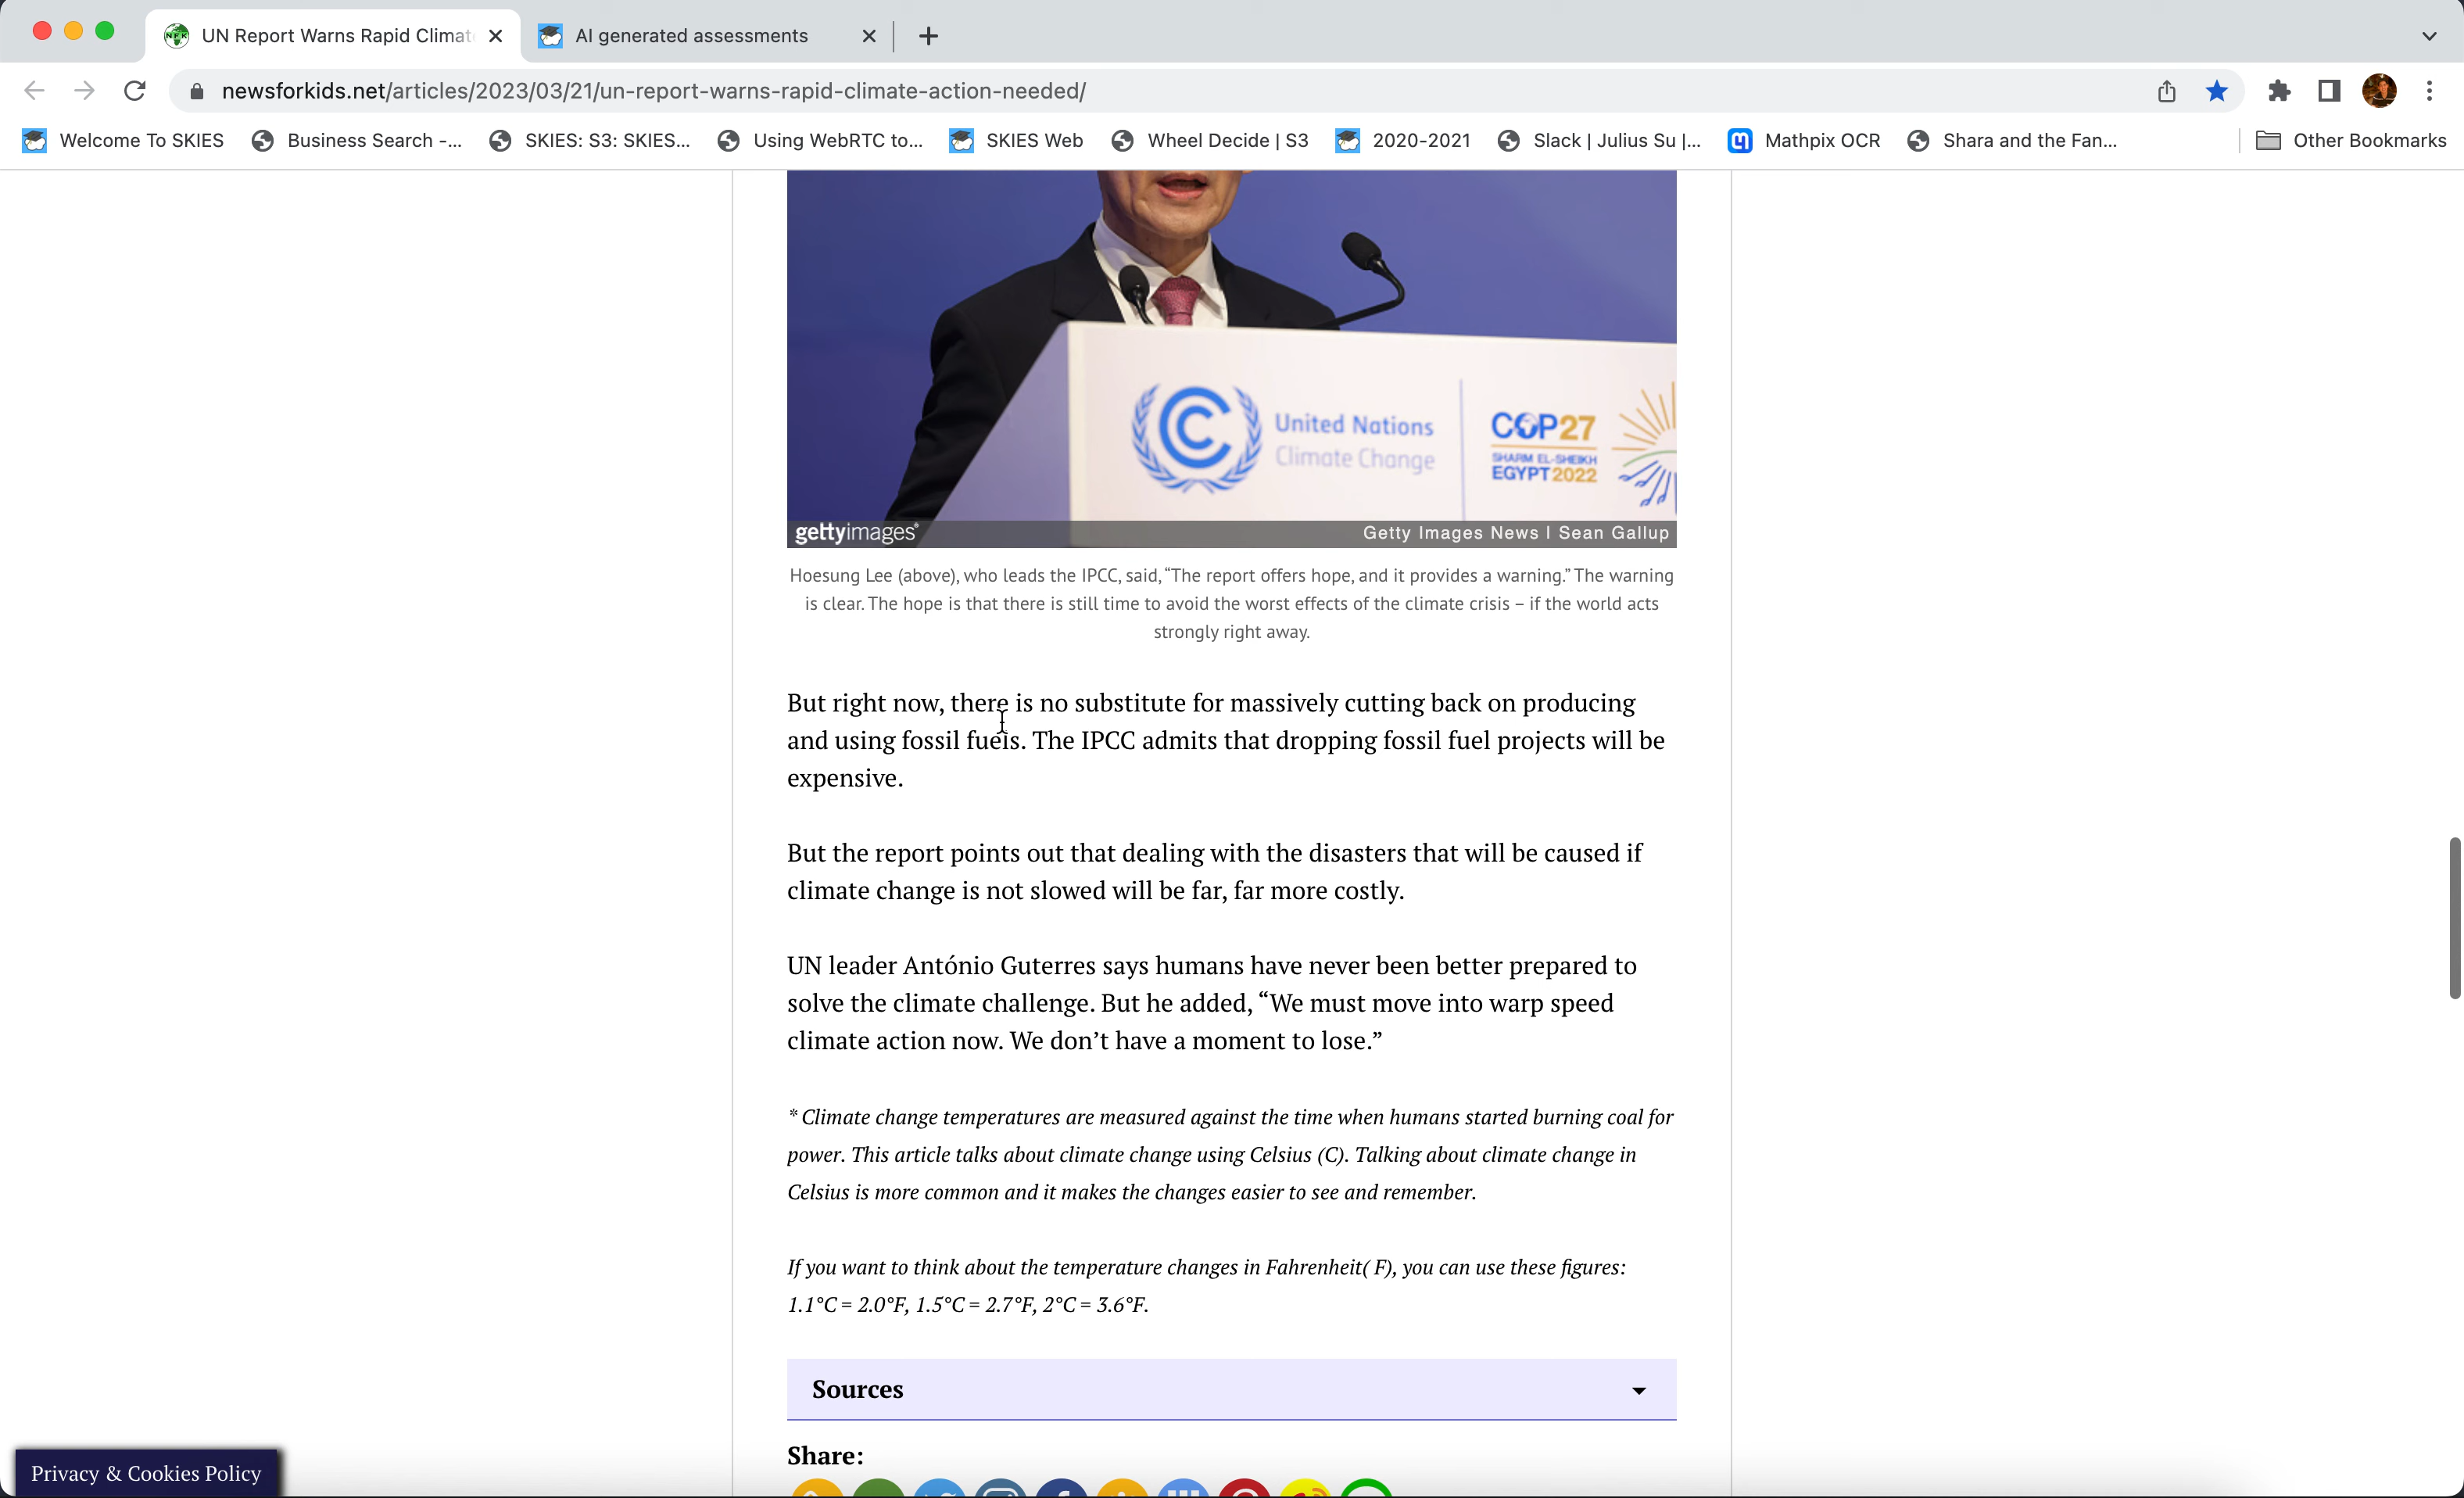 UN Report Warns Rapid Climat
AI generated assessments
newsforkids.net/articles/2023/03/21/un-report-warns-rapid-climate-action-needed/
Welcome To SKIES
Business Search -...
SKIES: S3: SKIES...
Using WebRTC to...
SKIES Web
Wheel Decide | S3
2020-2021
Slack | Julius Su |...
Mathpix OCR
Shara and the Fan...
Other Bookmarks
United Nations
Climate Change
COP27
SHARM EL-SHEIKH
EGYPT2022
gettyimages®
Getty Images News | Sean Gallup
Hoesung Lee (above), who leads the IPCC, said, “The report offers hope, and it provides a warning.” The warning
is clear. The hope is that there is still time to avoid the worst effects of the climate crisis – if the world acts
strongly right away.
But right now, there is no substitute for massively cutting back on producing
and using fossil fuels. The IPCC admits that dropping fossil fuel projects will be
expensive.
But the report points out that dealing with the disasters that will be caused if
climate change is not slowed will be far, far more costly.
UN leader António Guterres says humans have never been better prepared to
solve the climate challenge. But he added, “We must move into warp speed
climate action now. We don’t have a moment to lose.”
* Climate change temperatures are measured against the time when humans started burning coal for
power. This article talks about climate change using Celsius (C). Talking about climate change in
Celsius is more common and it makes the changes easier to see and remember.
If you want to think about the temperature changes in Fahrenheit( F), you can use these figures:
1.1°C = 2.0°F, 1.5°C = 2.7°F, 2°C = 3.6°F.
Sources
Share:
Privacy & Cookies Policy